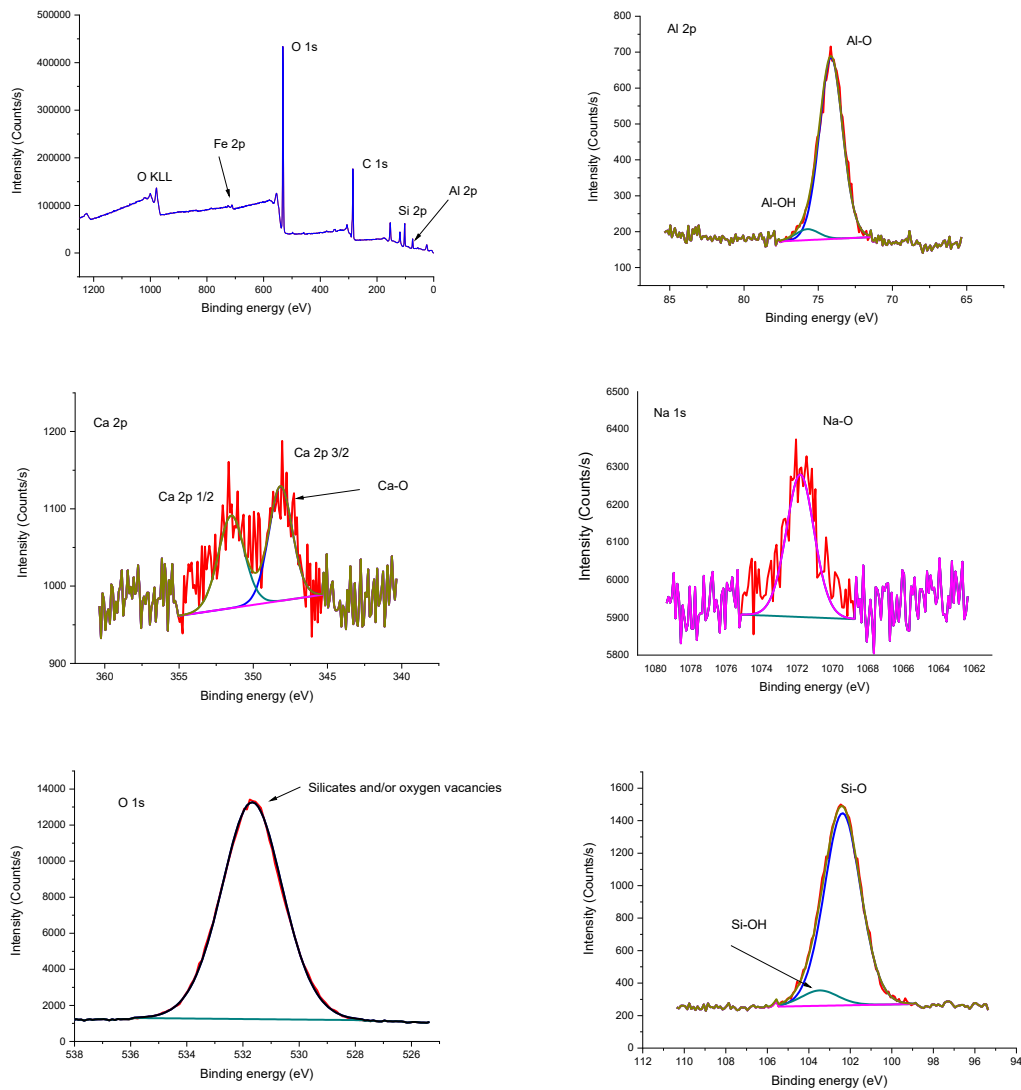 500000
400000
300000
200000
100000
0
1200 1000 800 600 400 200 0
Intensity (Counts/s)
Binding energy (eV)
O 1s
Fe 2p
O KLL
C 1s
Al 2p
Si 2p
800
700
600
500
400
300
200
100
85 80 75 70 65
Intensity (Counts/s)
Binding energy (eV)
Al 2p
Al-O
Al-OH
1200
1100
1000
900
360 355 350 345 340
Intensity (Counts/s)
Binding energy (eV)
Ca 2p
Ca 2p 3/2
Ca 2p 1/2
Ca-O
6500
6400
6300
6200
6100
6000
5900
5800
1080 1078 1076 1074 1072 1070 1068 1066 1064 1062
Intensity (Counts/s)
Binding energy (eV)
Na 1s
Na-O
14000
12000
10000
8000
6000
4000
2000
0
538 536 534 532 530 528 526
Intensity (Counts/s)
Binding energy (eV)
O 1s
Silicates and/or oxygen vacancies
1600
1400
1200
1000
800
600
400
200
0
112 110 108 106 104 102 100 98 96 94
Intensity (Counts/s)
Binding energy (eV)
Si-O
Si-OH